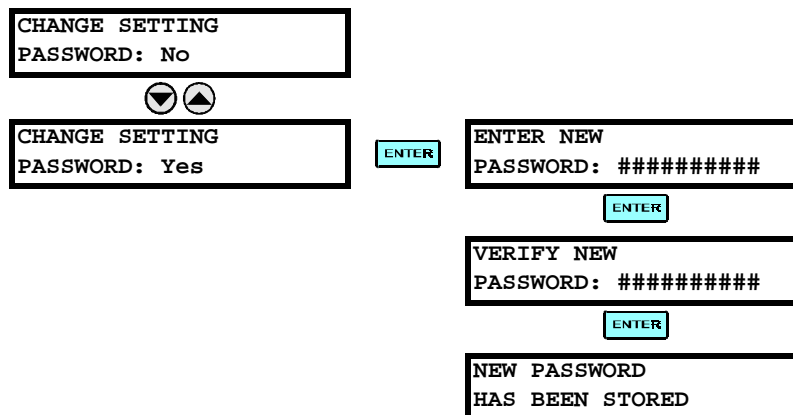 CHANGE SETTING
PASSWORD: No
CHANGE SETTING
PASSWORD: Yes
ENTER
ENTER NEW
PASSWORD: ##########
ENTER
VERIFY NEW
PASSWORD: ##########
ENTER
NEW PASSWORD
HAS BEEN STORED